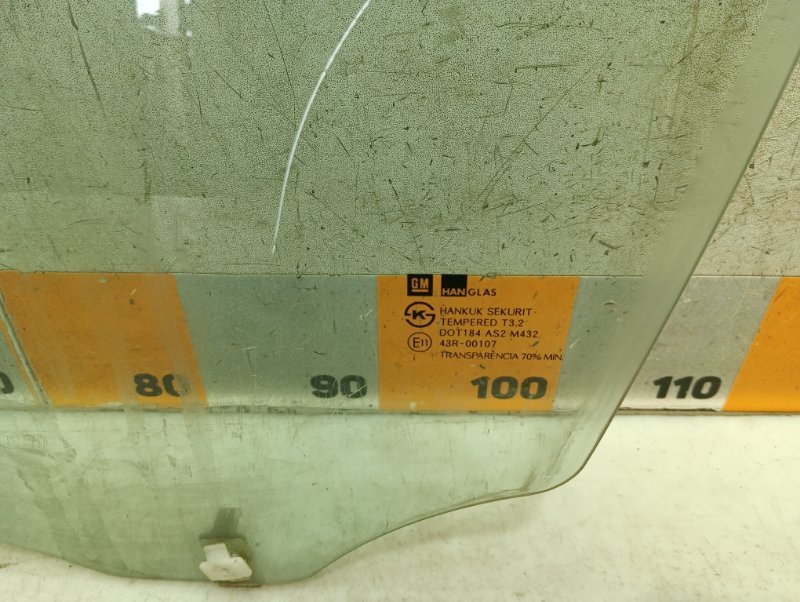 GM HANGLAS
HANKUK SEKURIT
TEMPERED T3.2
DOT184 AS2 M432
E11 43R-00107
TRANSPARÊNCIA 70% MIN.
80 90 100 110